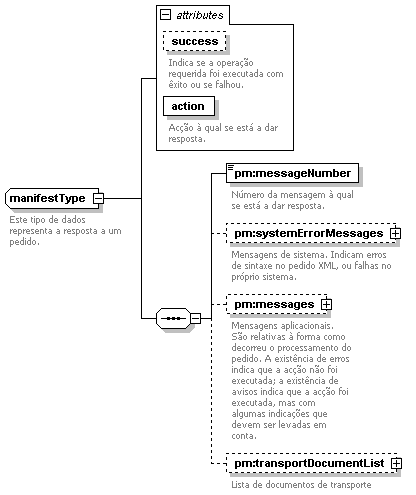 attributes
success
Indica se a operação
requerida foi executada com
êxito ou se falhou.
action
Acção à qual se está a dar
resposta.
manifestType
Este tipo de dados
representa a resposta a um
pedido.
pm:messageNumber
Número da mensagem à qual
se está a dar resposta.
pm:systemErrorMessages
Mensagens de sistema. Indicam erros
de sintaxe no pedido XML, ou falhas no
próprio sistema.
pm:messages
Mensagens aplicacionais.
São relativas à forma como
decorreu o processamento do
pedido. A existência de erros
indica que a acção não foi
executada; a existência de
avisos indica que a acção foi
executada, mas com
algumas indicações que
devem ser levadas em
conta.
pm:transportDocumentList
Lista de documentos de transporte